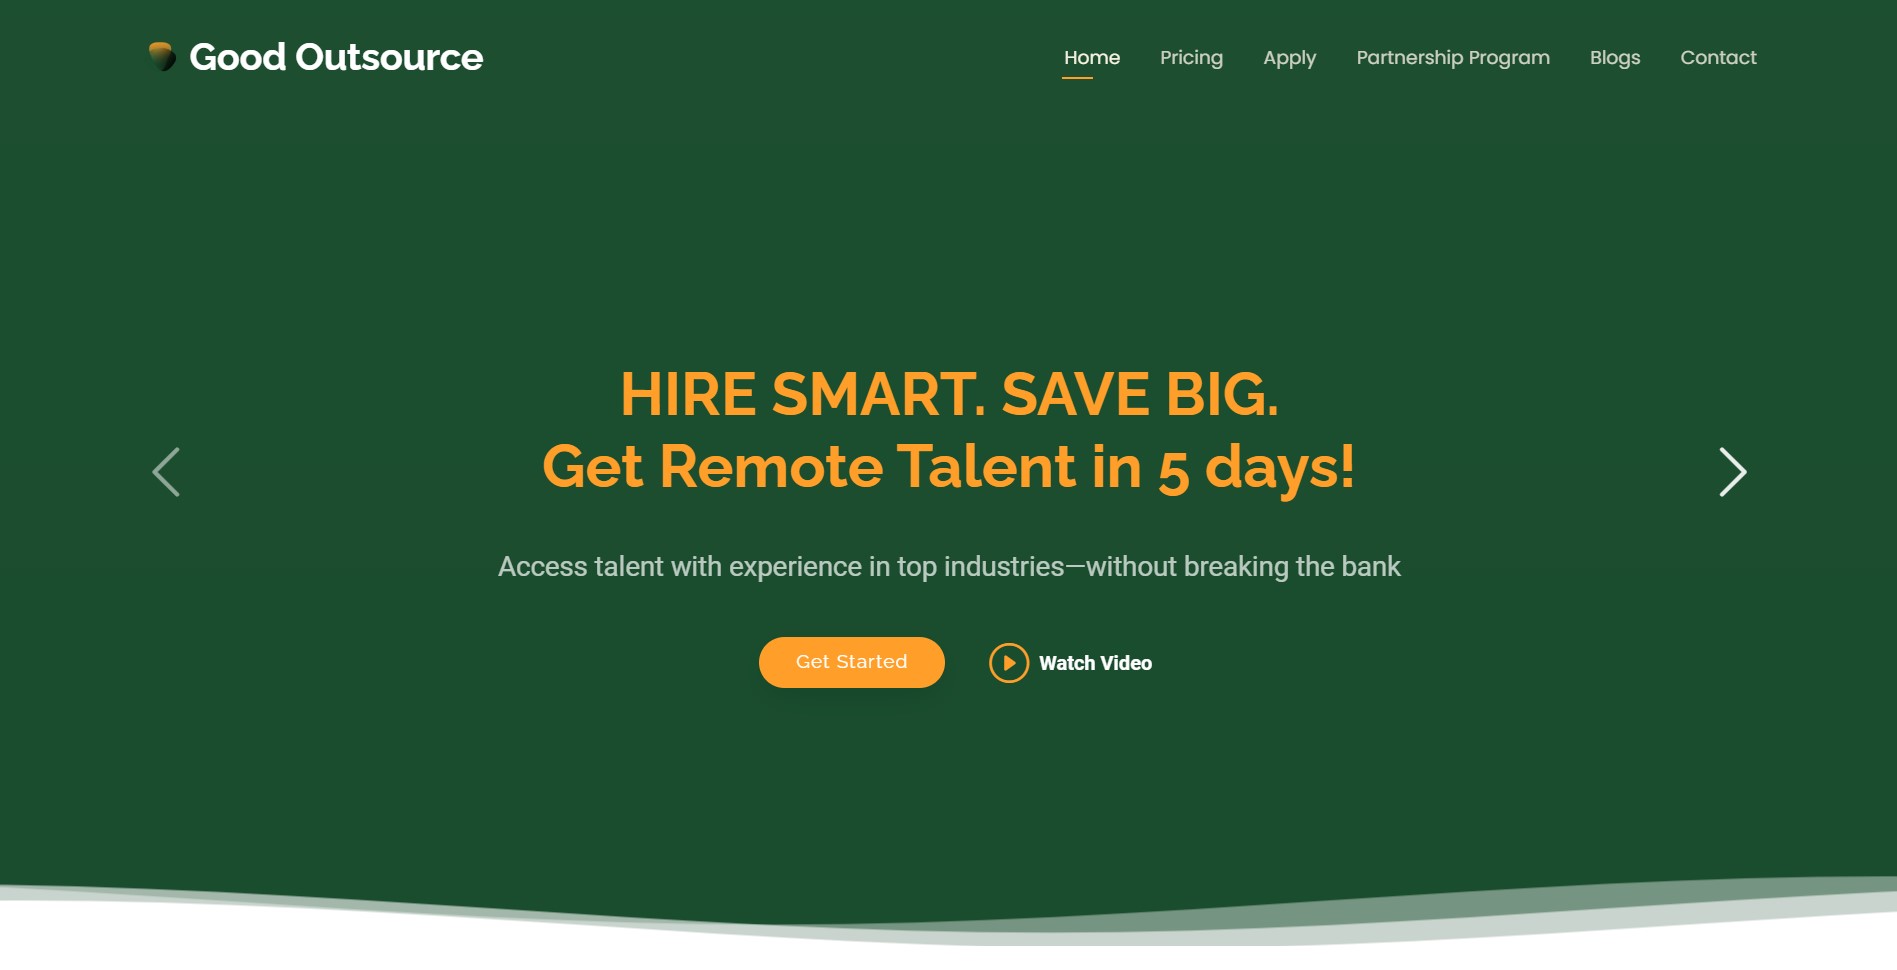 Good Outsource
Home Pricing Apply Partnership Program Blogs Contact
HIRE SMART. SAVE BIG.
Get Remote Talent in 5 days!
Access talent with experience in top industries—without breaking the bank
Get Started
Watch Video